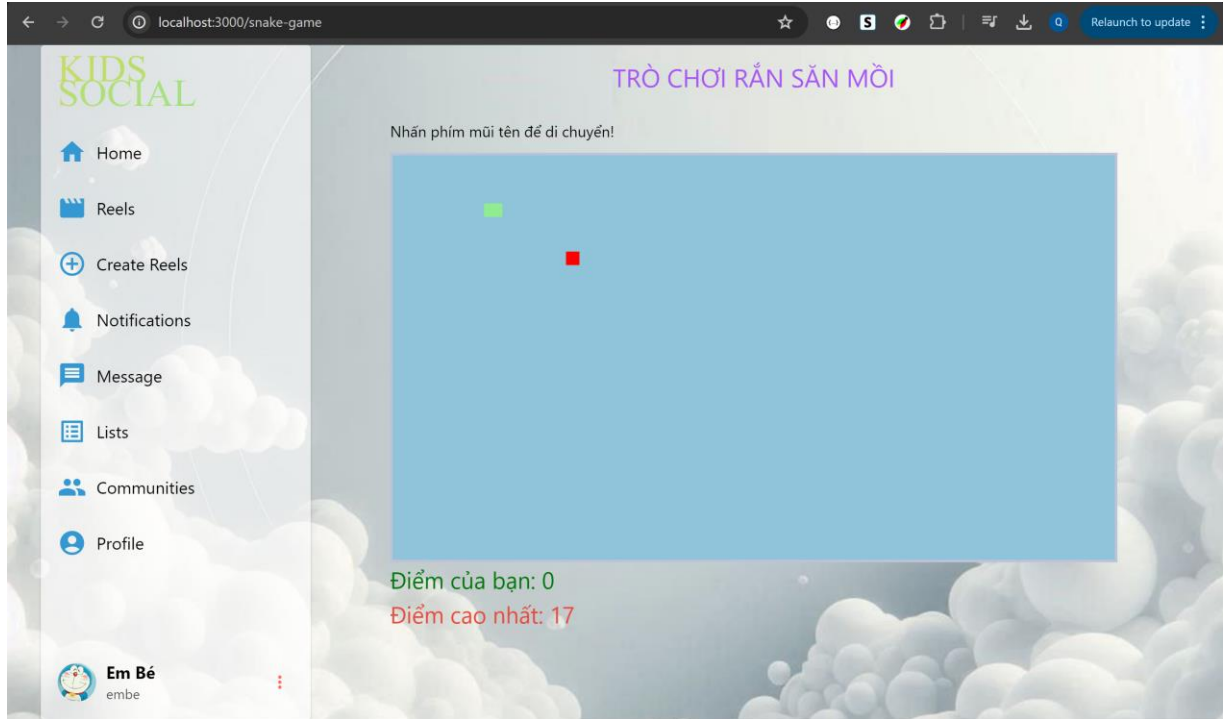 localhost:3000/snake-game
S
Q
Relaunch to update
KIDS
SOCIAL
Home
Reels
Create Reels
Notifications
Message
Lists
Communities
Profile
Em Bé
embe
TRÒ CHƠI RẮN SĂN MỒI
Nhấn phím mũi tên để di chuyển!
Điểm của bạn: 0
Điểm cao nhất: 17